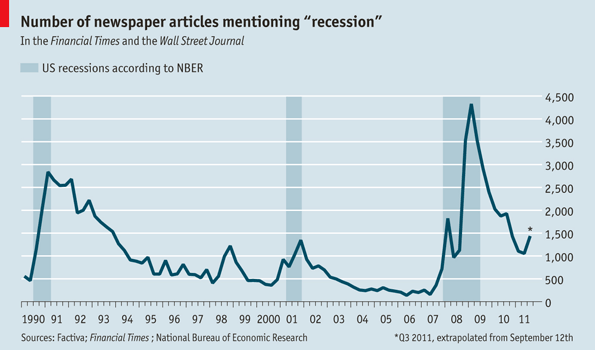 Number of newspaper articles mentioning “recession”
In the Financial Times and the Wall Street Journal
US recessions according to NBER
4,500
4,000
3,500
3,000
2,500
2,000
1,500
1,000
500
0
*
1990 91 92 93 94 95 96 97 98 99 2000 01 02 03 04 05 06 07 08 09 10 11
Sources: Factiva; Financial Times ; National Bureau of Economic Research
*Q3 2011, extrapolated from September 12th